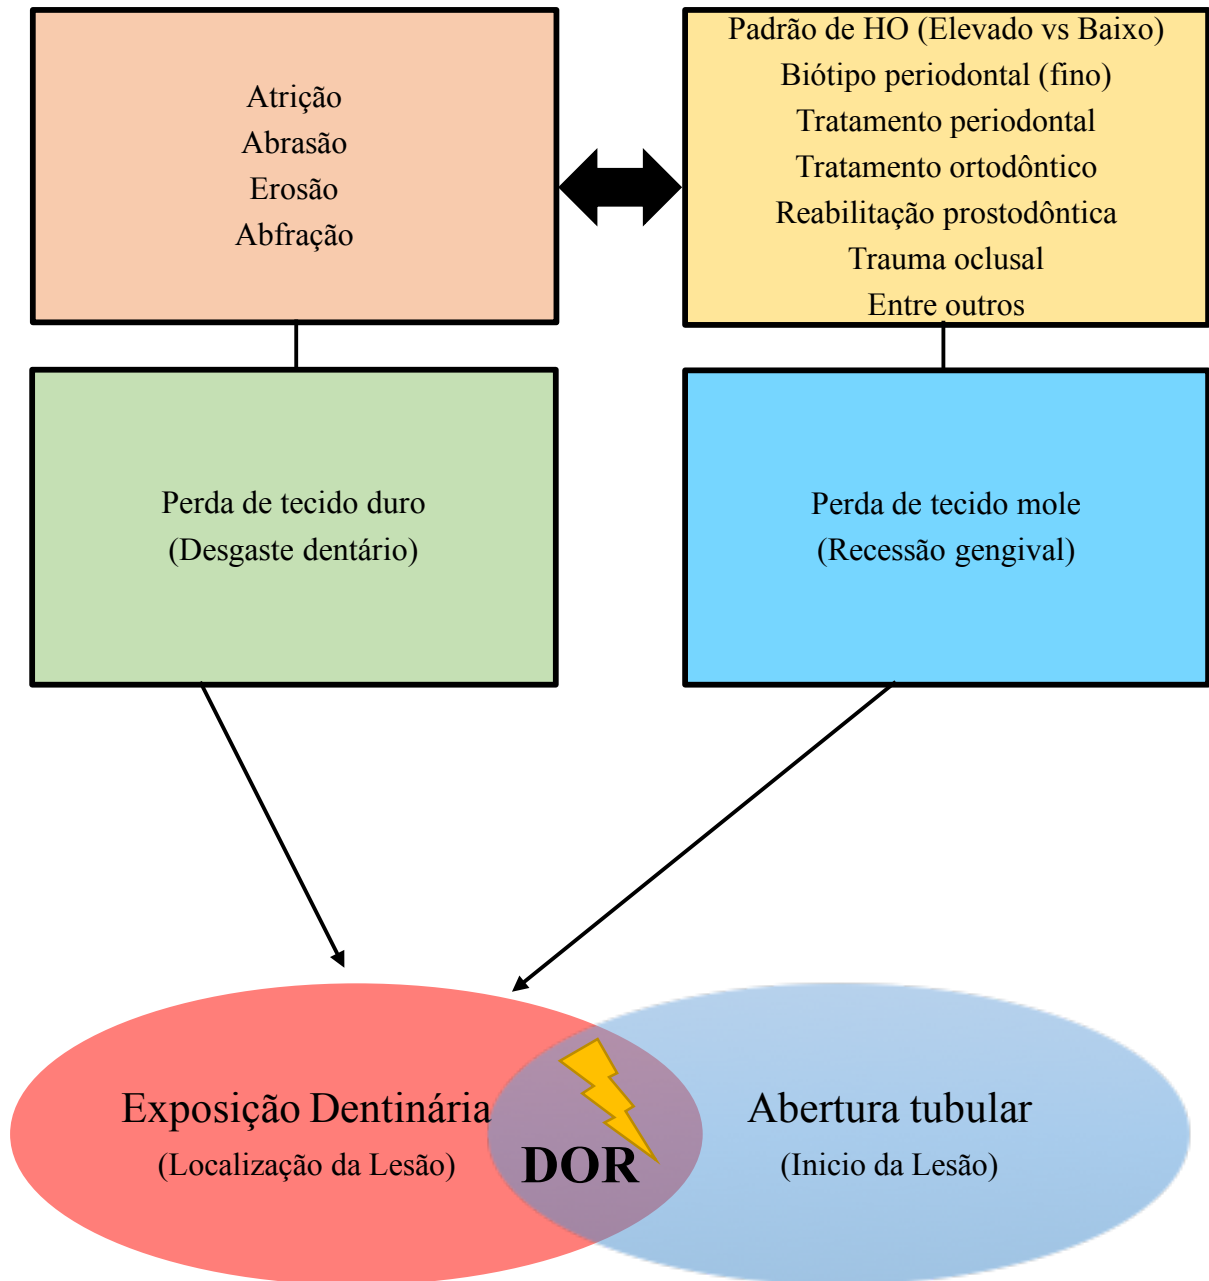 Atrição
Abrasão
Erosão
Abfração
Padrão de HO (Elevado vs Baixo)
Biótipo periodontal (fino)
Tratamento periodontal
Tratamento ortodôntico
Reabilitação prostodôntica
Trauma oclusal
Entre outros
Perda de tecido duro
(Desgaste dentário)
Perda de tecido mole
(Recessão gengival)
Exposição Dentinária
(Localização da Lesão)
DOR
Abertura tubular
(Inicio da Lesão)